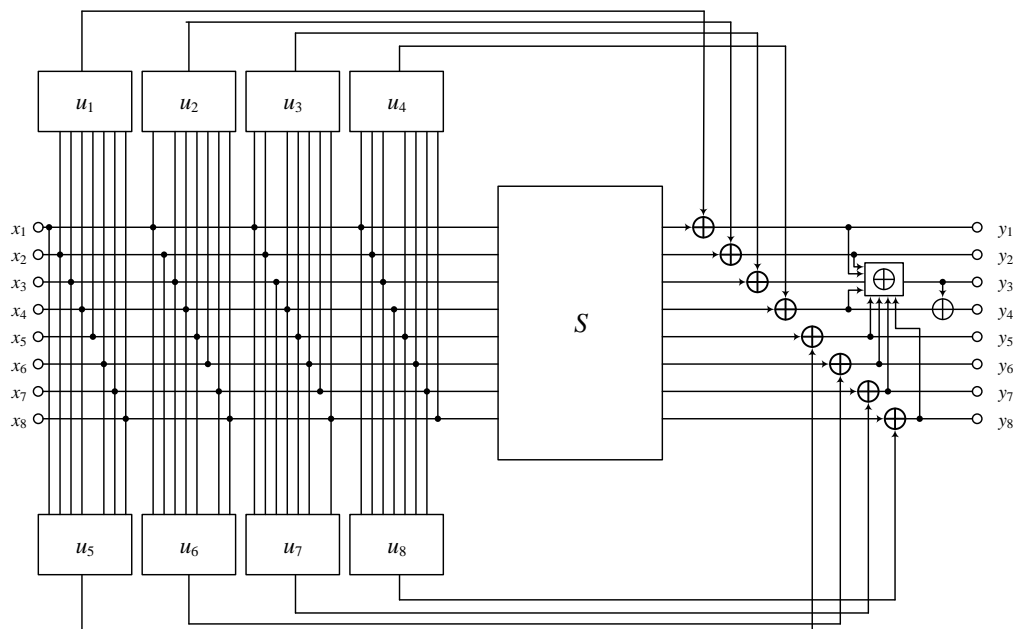 u₁ u₂ u₃ u₄
x₁ y₁
x₂ y₂
x₃ y₃
x₄ y₄
S
x₅ y₅
x₆ y₆
x₇ y₇
x₈ y₈
u₅ u₆ u₇ u₈